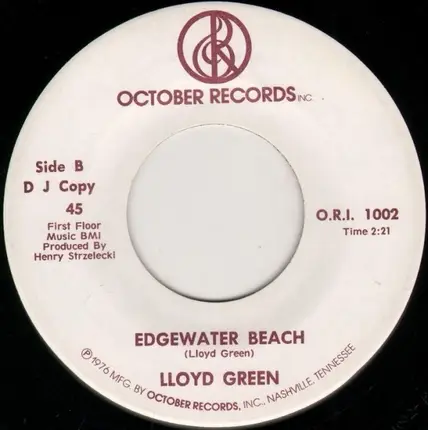 OCTOBER RECORDS INC.
Side B
D J Copy
45
First Floor
Music BMI
Produced By
Henry Strzelecki
O.R.I. 1002
Time 2:21
EDGEWATER BEACH
(Lloyd Green)
LLOYD GREEN
℗ 1976 MFG. BY OCTOBER RECORDS, INC., NASHVILLE, TENNESSEE